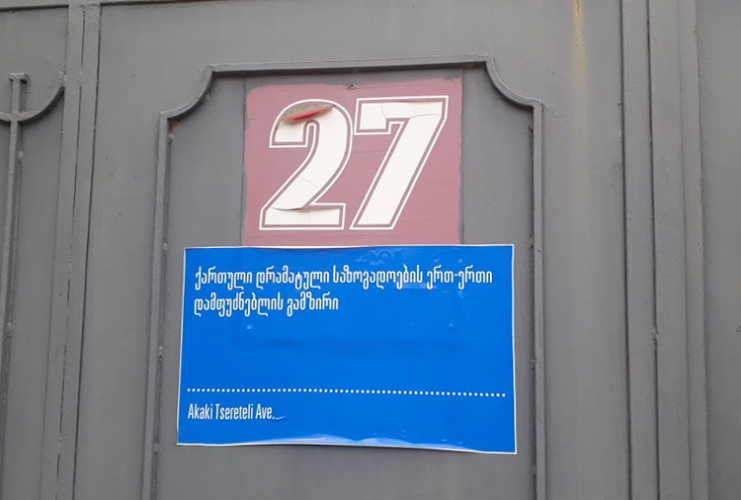 27
ქართული დრამატული საზოგადოების ერთ-ერთი
დამფუძნებლის გამზირი
Akaki Tsereteli Ave.